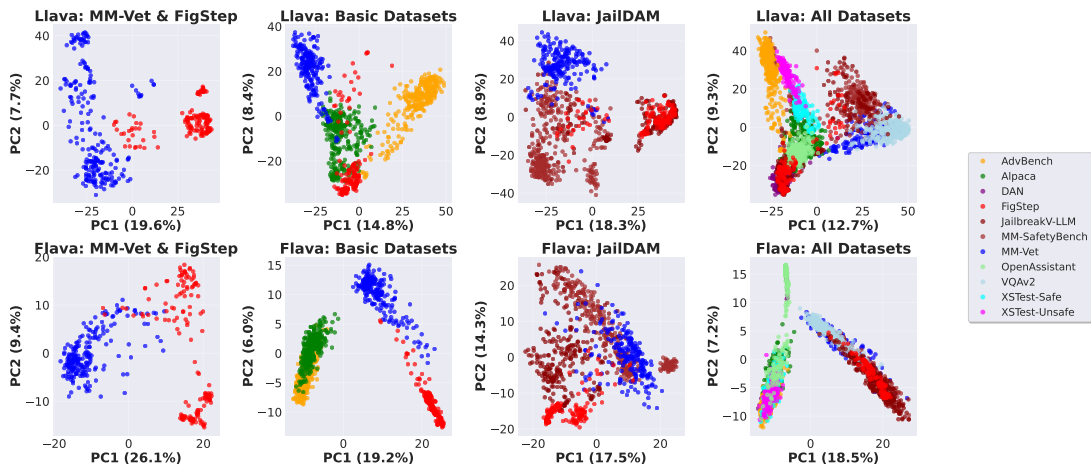 Llava: MM-Vet & FigStep
Llava: Basic Datasets
Llava: JailDAM
Llava: All Datasets
PC2 (7.7%)
40
20
0
−20
−25
0
25
PC1 (19.6%)
PC2 (8.4%)
40
20
0
−20
−25
0
25
50
PC1 (14.8%)
PC2 (8.9%)
40
20
0
−20
−40
−25
0
25
PC1 (18.3%)
PC2 (9.3%)
40
20
0
−20
−25
0
25
50
PC1 (12.7%)
Flava: MM-Vet & FigStep
Flava: Basic Datasets
Flava: JailDAM
Flava: All Datasets
PC2 (9.4%)
20
10
0
−10
−20
0
20
PC1 (26.1%)
PC2 (6.0%)
15
10
5
0
−5
−10
0
20
PC1 (19.2%)
PC2 (14.3%)
20
10
0
−10
−20
−20
0
20
PC1 (17.5%)
PC2 (7.2%)
15
10
5
0
−5
−10
0
20
PC1 (18.5%)
AdvBench
Alpaca
DAN
FigStep
JailbreakV-LLM
MM-SafetyBench
MM-Vet
OpenAssistant
VQAv2
XSTest-Safe
XSTest-Unsafe